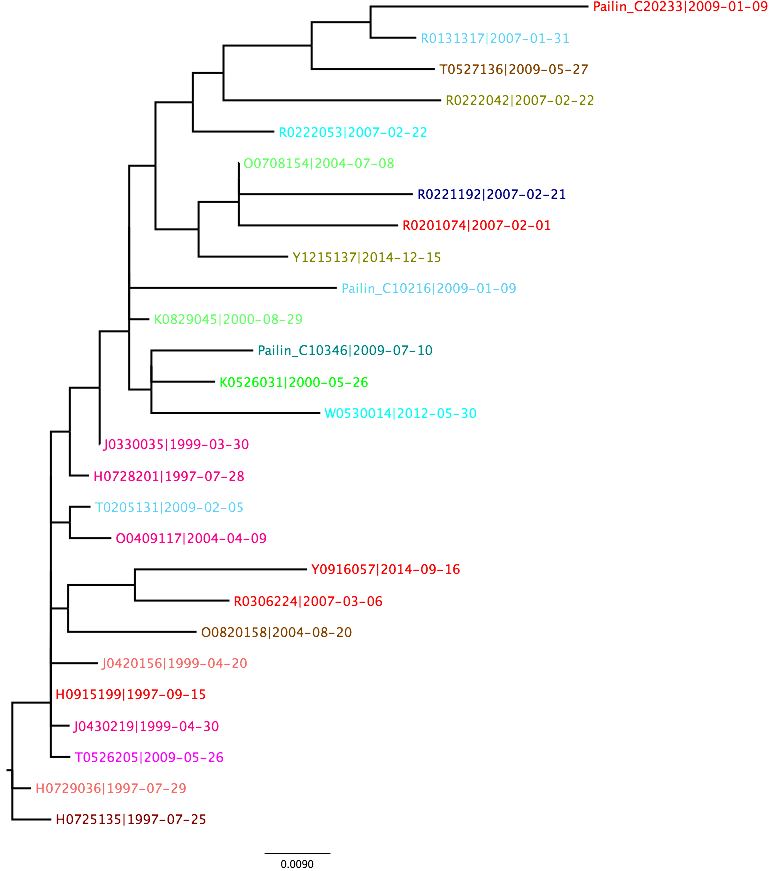 Pailin_C20233|2009-01-09
R0131317|2007-01-31
T0527136|2009-05-27
R0222042|2007-02-22
R0222053|2007-02-22
O0708154|2004-07-08
R0221192|2007-02-21
R0201074|2007-02-01
Y1215137|2014-12-15
Pailin_C10216|2009-01-09
K0829045|2000-08-29
Pailin_C10346|2009-07-10
K0526031|2000-05-26
W0530014|2012-05-30
J0330035|1999-03-30
H0728201|1997-07-28
T0205131|2009-02-05
O0409117|2004-04-09
Y0916057|2014-09-16
R0306224|2007-03-06
O0820158|2004-08-20
J0420156|1999-04-20
H0915199|1997-09-15
J0430219|1999-04-30
T0526205|2009-05-26
H0729036|1997-07-29
H0725135|1997-07-25
0.0090